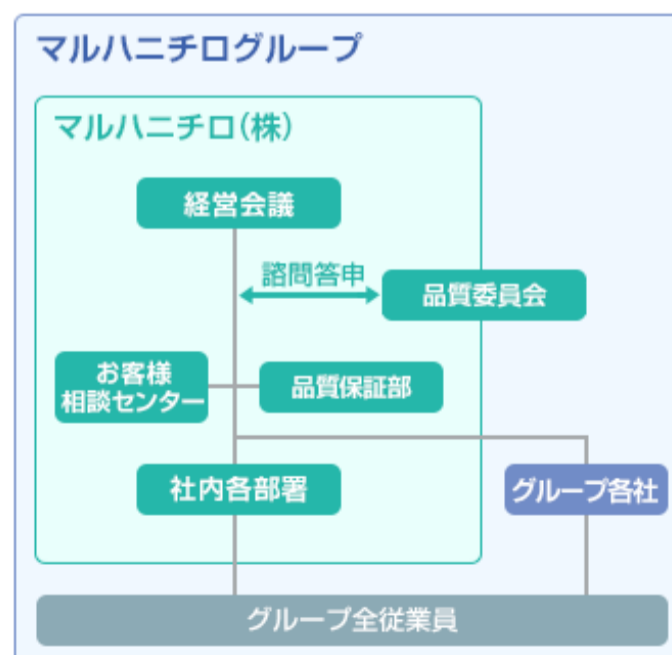 マルハニチログループ
マルハニチロ(株)
経営会議
諮問答申
品質委員会
お客様
相談センター
品質保証部
社内各部署
グループ各社
グループ全従業員